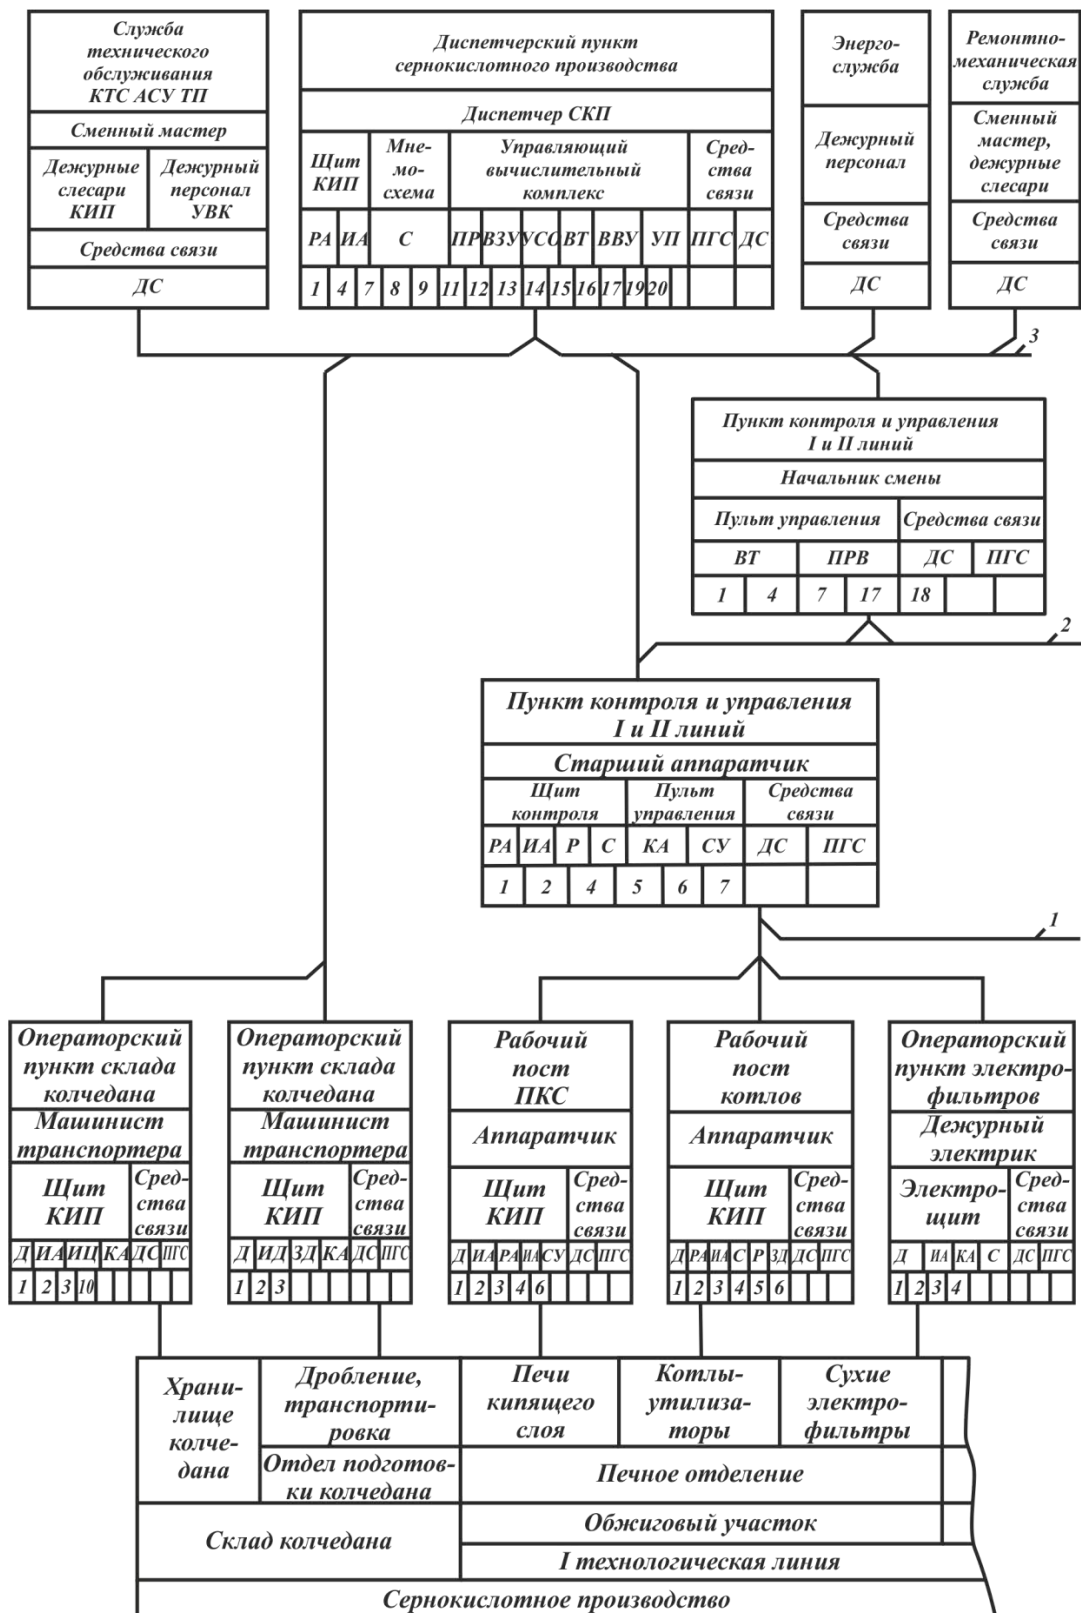 Служба
технического
обслуживания
КТС АСУ ТП
Сменный мастер
Дежурные
слесари
КИП
Дежурный
персонал
УВК
Средства связи
ДС
Диспетчерский пункт
сернокислотного производства
Диспетчер СКП
Щит
КИП
Мне-
мо-
схема
Управляющий
вычислительный
комплекс
Сред-
ства
связи
РА ИА С ПР ВЗУ УСО ВТ ВВУ УП ПГС ДС
1 4 7 8 9 11 12 13 14 15 16 17 19 20
Энерго-
служба
Дежурный
персонал
Средства
связи
ДС
Ремонтно-
механическая
служба
Сменный
мастер,
дежурные
слесари
Средства
связи
ДС
3
Пункт контроля и управления
I и II линий
Начальник смены
Пульт управления Средства связи
ВТ ПРВ ДС ПГС
1 4 7 17 18
2
Пункт контроля и управления
I и II линий
Старший аппаратчик
Щит
контроля
Пульт
управления
Средства
связи
РА ИА Р С КА СУ ДС ПГС
1 2 4 5 6 7
1
Операторский
пункт склада
колчедана
Машинист
транспортера
Щит
КИП
Сред-
ства
связи
Д ИА ИЦ КА ДС ПГС
1 2 3 10
Операторский
пункт склада
колчедана
Машинист
транспортера
Щит
КИП
Сред-
ства
связи
Д ИД ЗД КА ДС ПГС
1 2 3
Рабочий
пост
ПКС
Аппаратчик
Щит
КИП
Сред-
ства
связи
Д ИА РА ИА СУ ДС ПГС
1 2 3 4 6
Рабочий
пост
котлов
Аппаратчик
Щит
КИП
Сред-
ства
связи
Д РА ИА С Р ЗД ДС ПГС
1 2 3 4 5 6
Операторский
пункт электро-
фильтров
Дежурный
электрик
Электро-
щит
Сред-
ства
связи
Д ИА КА С ДС ПГС
1 2 3 4
Храни-
лище
колче-
дана
Дробление,
транспорти-
ровка
Отдел подготов-
ки колчедана
Печи
кипящего
слоя
Котлы-
утилиза-
торы
Сухие
электро-
фильтры
Печное отделение
Склад колчедана
Обжиговый участок
I технологическая линия
Сернокислотное производство